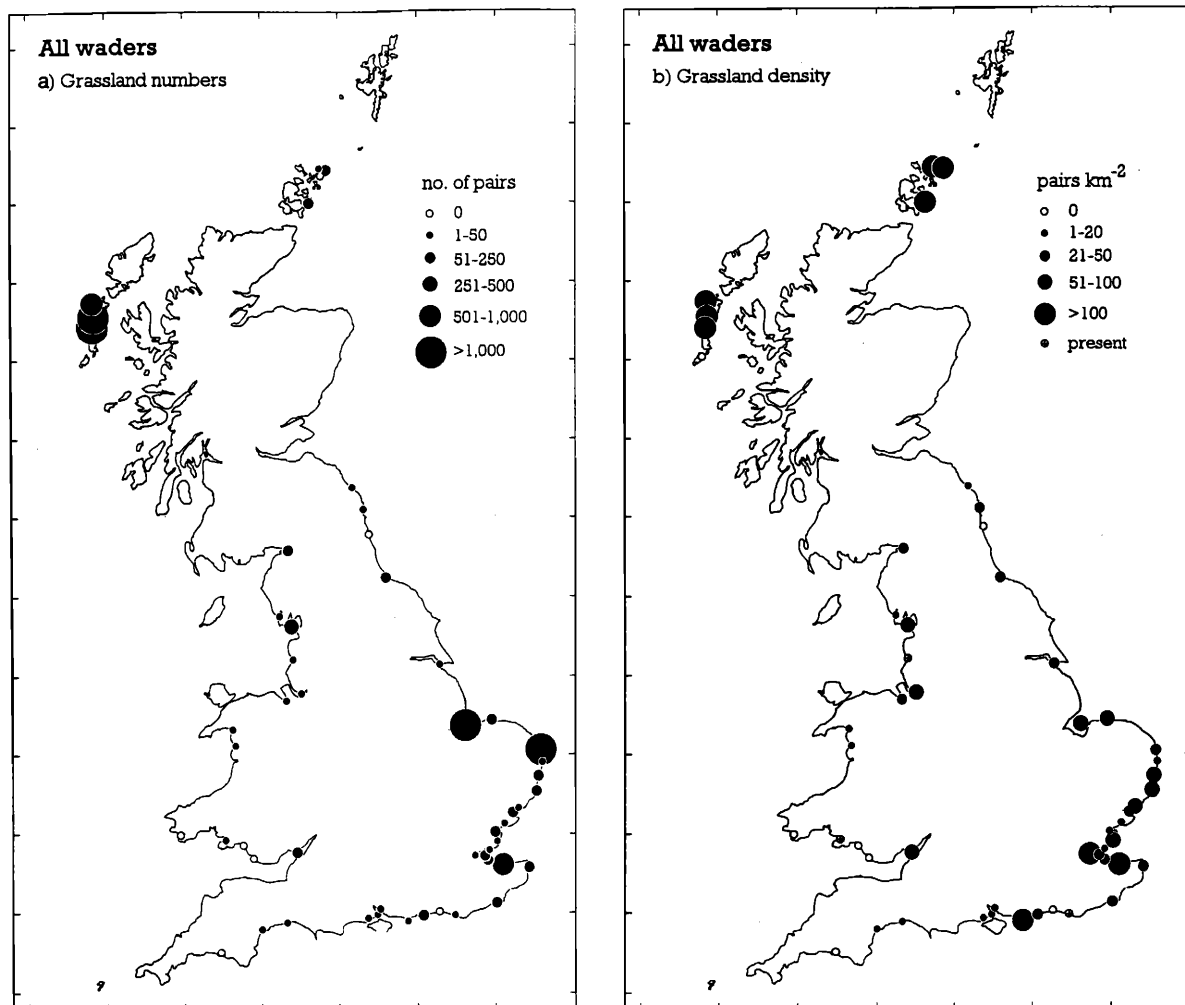 All waders
a) Grassland numbers
no. of pairs
0
1-50
51-250
251-500
501-1,000
>1,000
All waders
b) Grassland density
pairs km-2
0
1-20
21-50
51-100
>100
present